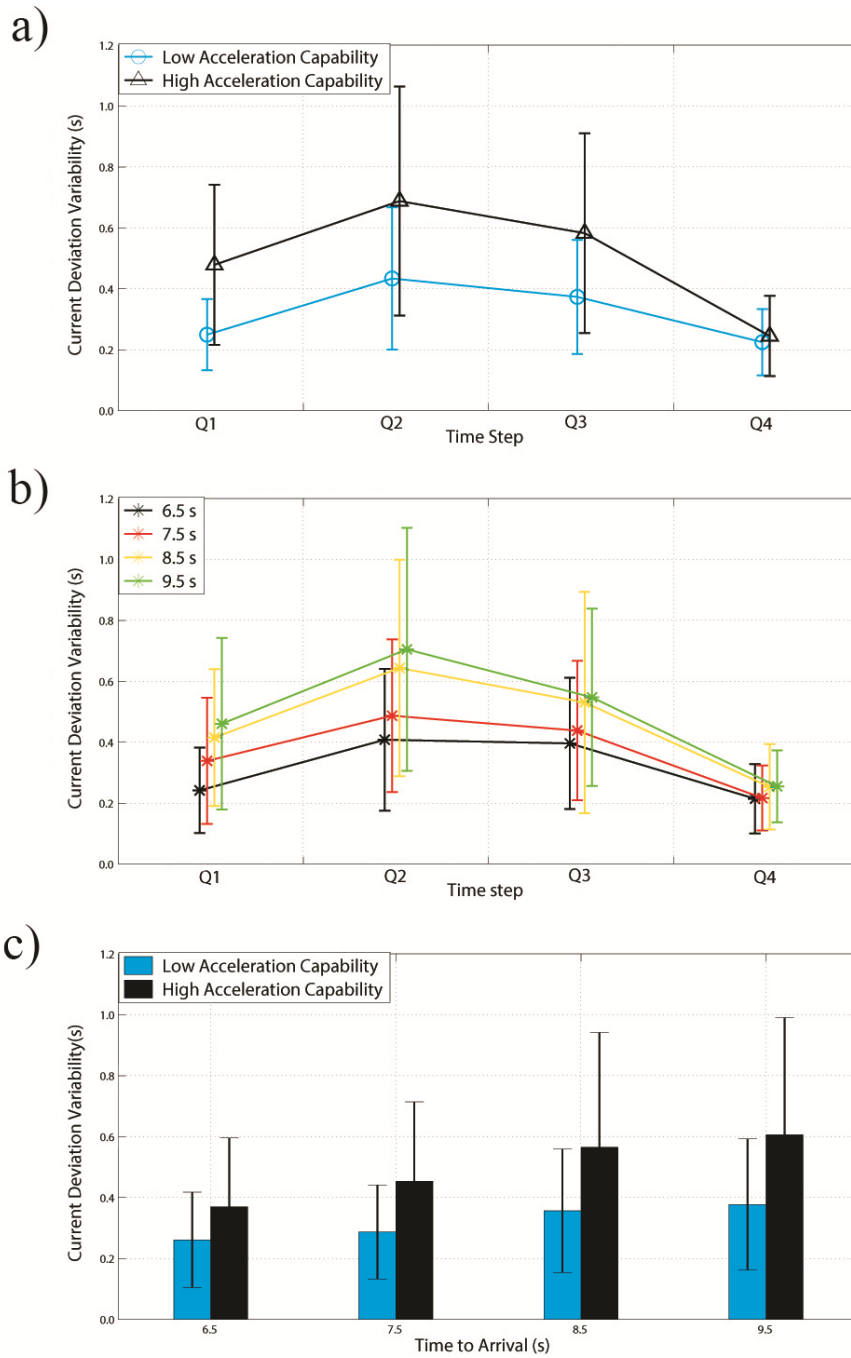 a)
1.2
1.0
0.8
0.6
0.4
0.2
0.0
Current Deviation Variability (s)
Low Acceleration Capability
High Acceleration Capability
Q1 Q2 Q3 Q4
Time Step
b)
1.2
1.0
0.8
0.6
0.4
0.2
0.0
Current Deviation Variability (s)
6.5 s
7.5 s
8.5 s
9.5 s
Q1 Q2 Q3 Q4
Time step
c)
1.2
1.0
0.8
0.6
0.4
0.2
0.0
Current Deviation Variability(s)
Low Acceleration Capability
High Acceleration Capability
6.5 7.5 8.5 9.5
Time to Arrival (s)